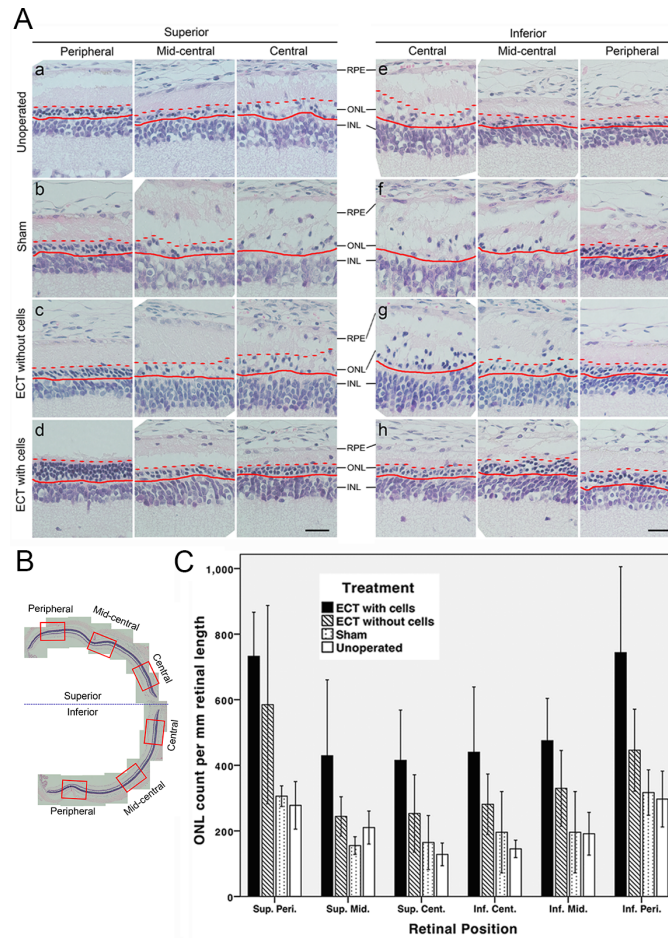 A
Superior
Inferior
Peripheral Mid-central Central
Central Mid-central Peripheral
Unoperated
a
e
RPE
ONL
INL
Sham
b
f
RPE
ONL
INL
ECT without cells
c
g
RPE
ONL
INL
ECT with cells
d
h
RPE
ONL
INL
B
Peripheral
Mid-central
Central
Superior
Inferior
Central
Mid-central
Peripheral
C
Treatment
ECT with cells
ECT without cells
Sham
Unoperated
ONL count per mm retinal length
1,000
800
600
400
200
0
Sup. Peri. Sup. Mid. Sup. Cent. Inf. Cent. Inf. Mid. Inf. Peri.
Retinal Position